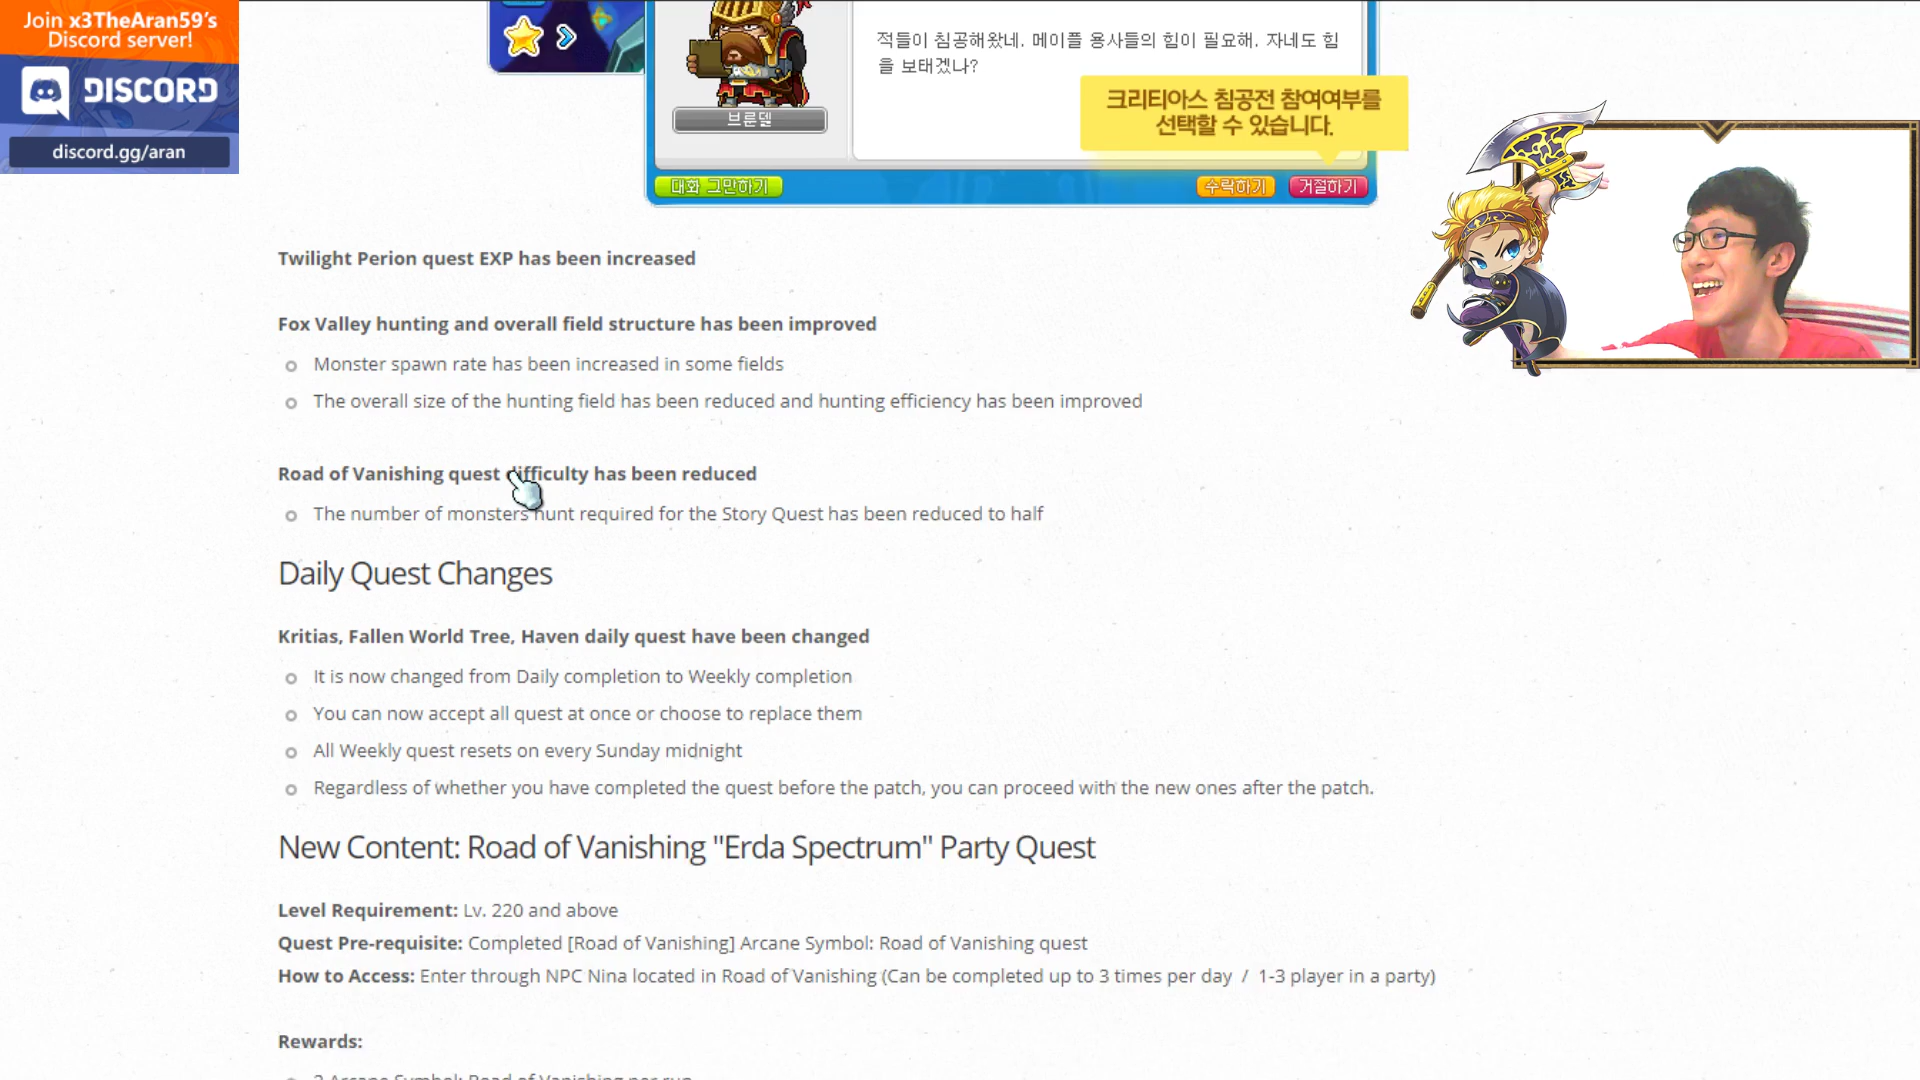 Join x3TheAran59's
Discord server!
DISCORD
discord.gg/aran
적들이 침공해왔네. 메이플 용사들의 힘이 필요해. 자네도 힘
을 보태겠나?
브룬델
크리티아스 침공전 참여여부를
선택할 수 있습니다.
대화 그만하기
수락하기
거절하기
Twilight Perion quest EXP has been increased
Fox Valley hunting and overall field structure has been improved
Monster spawn rate has been increased in some fields
The overall size of the hunting field has been reduced and hunting efficiency has been improved
Road of Vanishing quest difficulty has been reduced
The number of monsters hunt required for the Story Quest has been reduced to half
Daily Quest Changes
Kritias, Fallen World Tree, Haven daily quest have been changed
It is now changed from Daily completion to Weekly completion
You can now accept all quest at once or choose to replace them
All Weekly quest resets on every Sunday midnight
Regardless of whether you have completed the quest before the patch, you can proceed with the new ones after the patch.
New Content: Road of Vanishing "Erda Spectrum" Party Quest
Level Requirement: Lv. 220 and above
Quest Pre-requisite: Completed [Road of Vanishing] Arcane Symbol: Road of Vanishing quest
How to Access: Enter through NPC Nina located in Road of Vanishing (Can be completed up to 3 times per day / 1-3 player in a party)
Rewards:
2 Arcane Symbol: Road of Vanishing per run